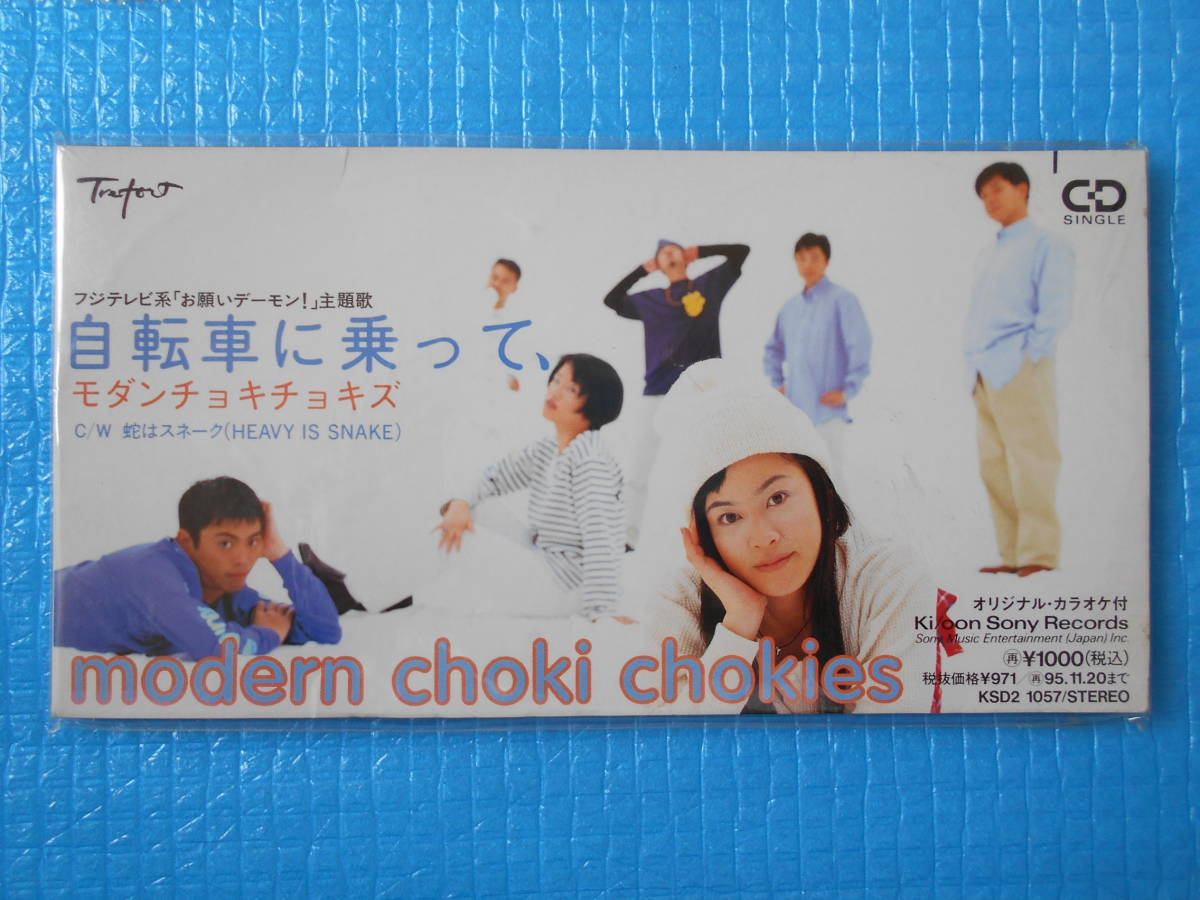 Trefort
CD
SINGLE
フジテレビ系「お願いデーモン!」主題歌
自転車に乗って、
モダンチョキチョキズ
C/W 蛇はスネーク(HEAVY IS SNAKE)
modern choki chokies
オリジナル・カラオケ付
Ki/oon Sony Records
Sony Music Entertainment (Japan) Inc.
再¥1000(税込)
税抜価格¥971/再95.11.20まで
KSD2 1057/STEREO